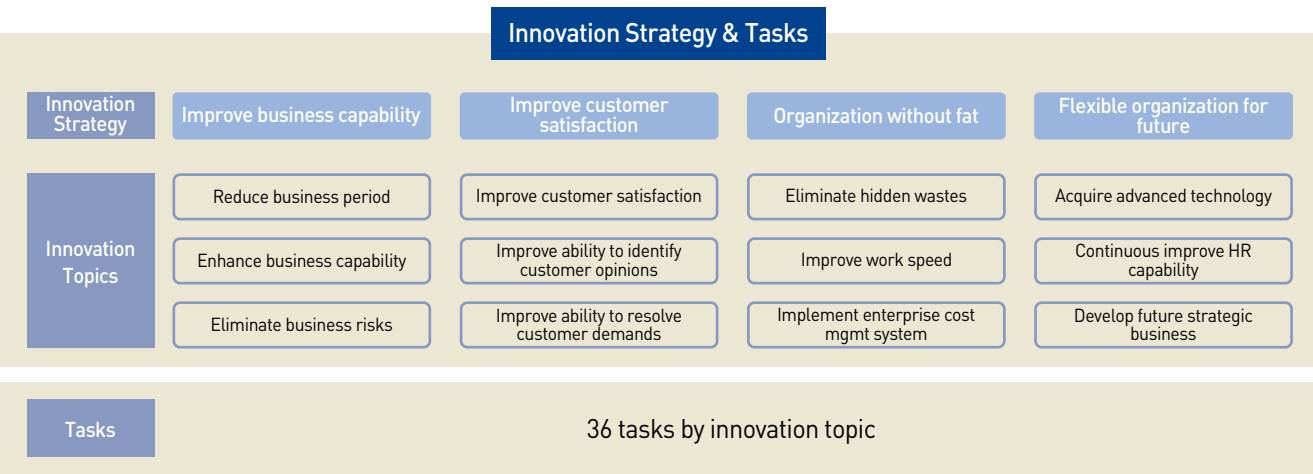 Innovation Strategy & Tasks
Innovation
Strategy
Improve business capability
Improve customer
satisfaction
Organization without fat
Flexible organization for
future
Innovation
Topics
Reduce business period
Improve customer satisfaction
Eliminate hidden wastes
Acquire advanced technology
Enhance business capability
Improve ability to identify
customer opinions
Improve work speed
Continuous improve HR
capability
Eliminate business risks
Improve ability to resolve
customer demands
Implement enterprise cost
mgmt system
Develop future strategic
business
Tasks
36 tasks by innovation topic